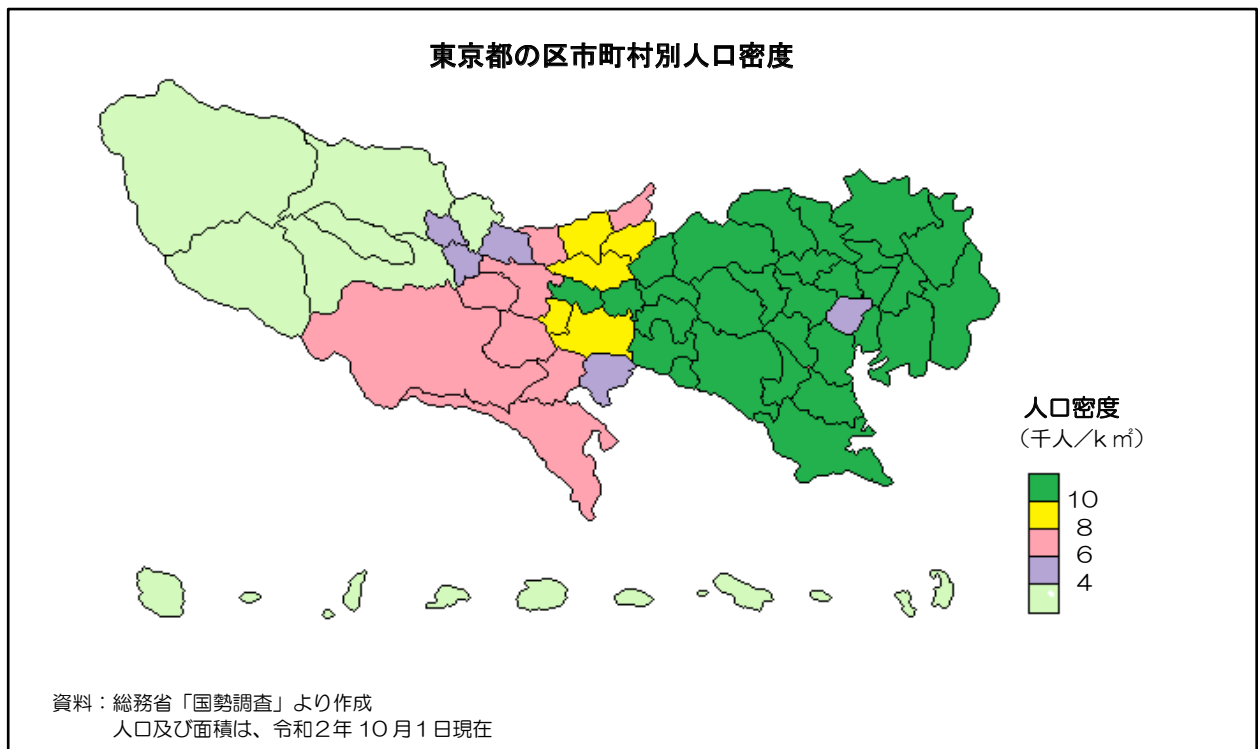 東京都の区市町村別人口密度
人口密度
(千人/k㎡)
10
8
6
4
資料:総務省「国勢調査」より作成
人口及び面積は、令和2年10月1日現在